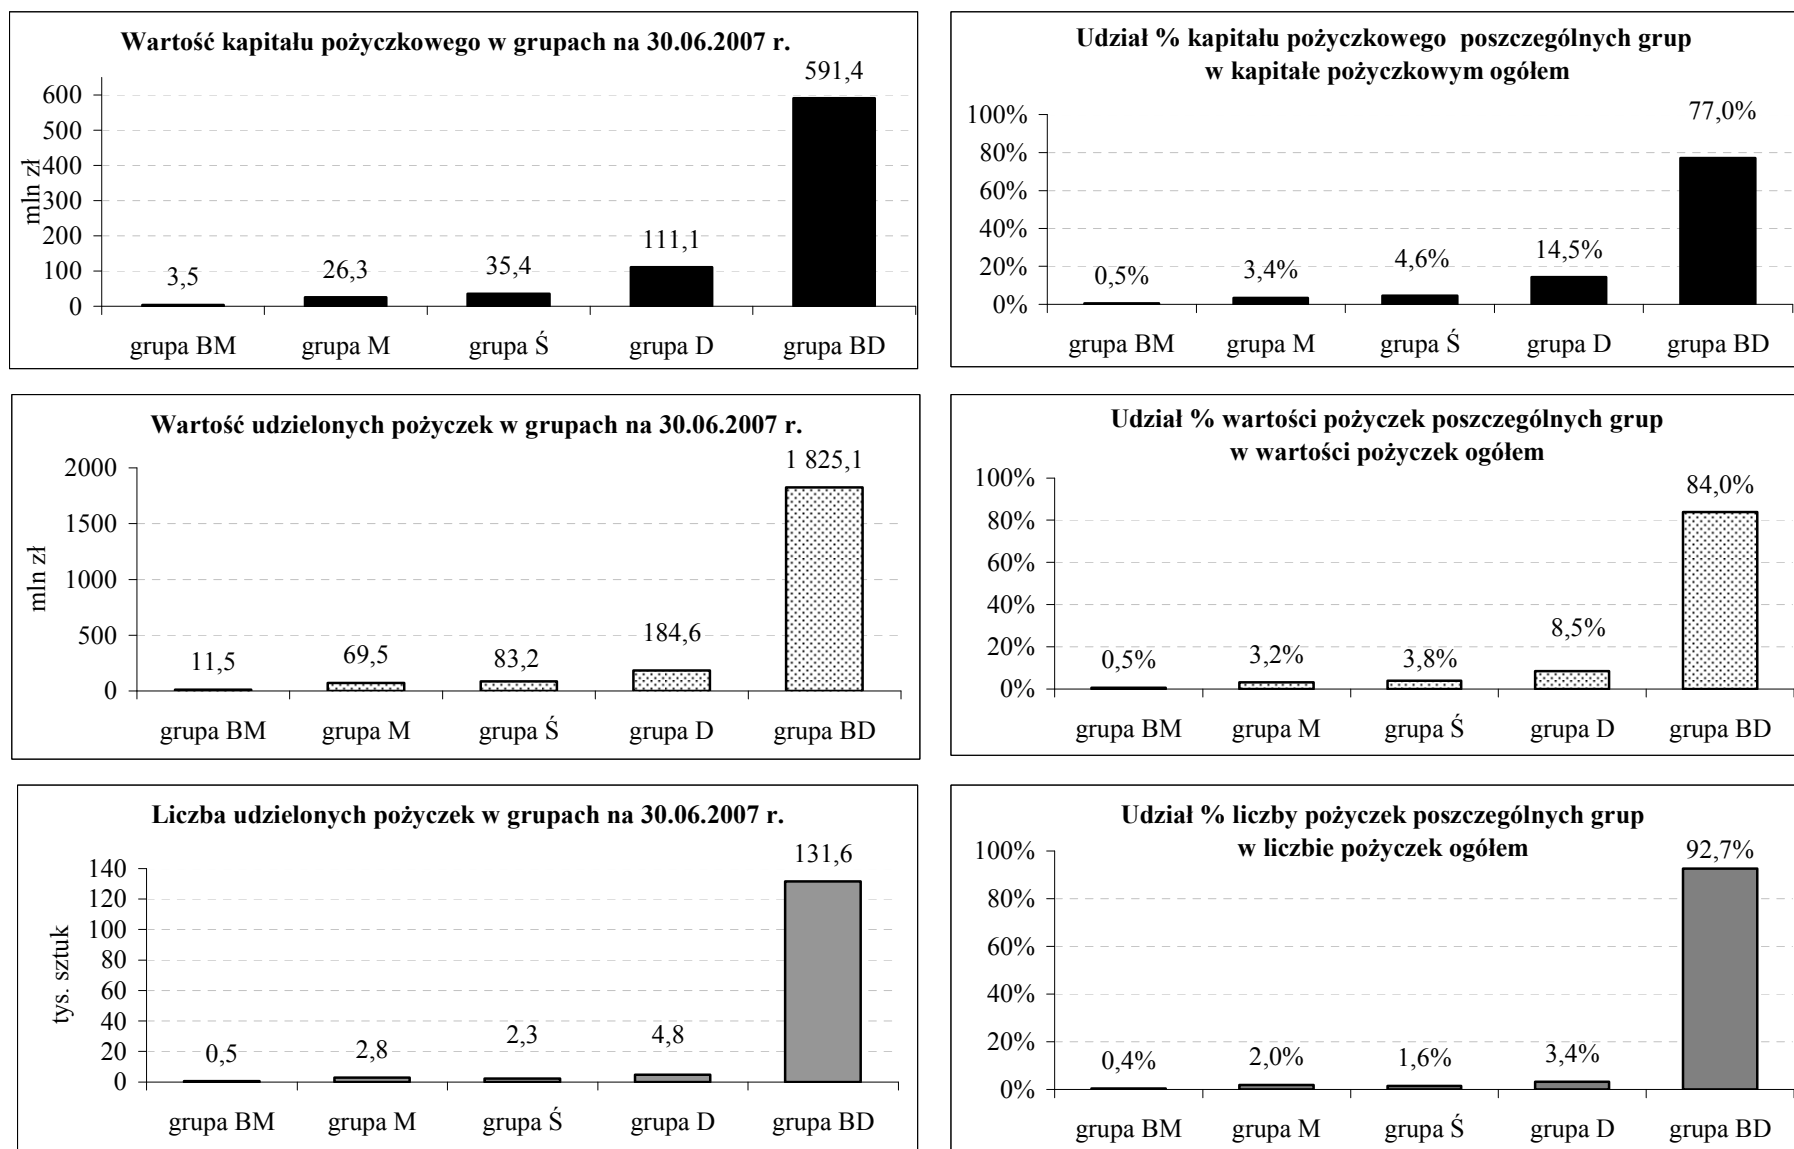 Wartość kapitału pożyczkowego w grupach na 30.06.2007 r.
591,4
600
500
400
300
200
100
0
mln zł
3,5
26,3
35,4
111,1
grupa BM
grupa M
grupa Ś
grupa D
grupa BD
Udział % kapitału pożyczkowego poszczególnych grup
w kapitałe pożyczkowym ogółem
100%
80%
60%
40%
20%
0%
0,5%
3,4%
4,6%
14,5%
77,0%
grupa BM
grupa M
grupa Ś
grupa D
grupa BD
Wartość udzielonych pożyczek w grupach na 30.06.2007 r.
2000
1500
1000
500
0
mln zł
11,5
69,5
83,2
184,6
1 825,1
grupa BM
grupa M
grupa Ś
grupa D
grupa BD
Udział % wartości pożyczek poszczególnych grup
w wartości pożyczek ogółem
100%
80%
60%
40%
20%
0%
0,5%
3,2%
3,8%
8,5%
84,0%
grupa BM
grupa M
grupa Ś
grupa D
grupa BD
Liczba udzielonych pożyczek w grupach na 30.06.2007 r.
140
120
100
80
60
40
20
0
tys. sztuk
0,5
2,8
2,3
4,8
131,6
grupa BM
grupa M
grupa Ś
grupa D
grupa BD
Udział % liczby pożyczek poszczególnych grup
w liczbie pożyczek ogółem
100%
80%
60%
40%
20%
0%
0,4%
2,0%
1,6%
3,4%
92,7%
grupa BM
grupa M
grupa Ś
grupa D
grupa BD